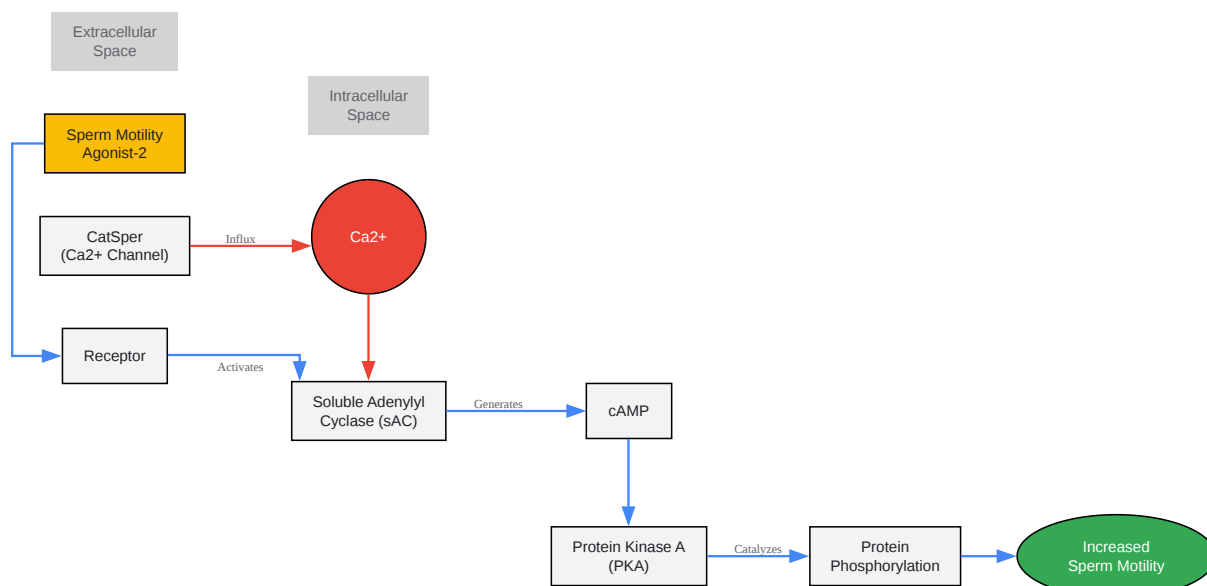 Extracellular
Space
Intracellular
Space
Sperm Motility
Agonist-2
CatSper
(Ca2+ Channel)
Influx
Ca2+
Receptor
Activates
Soluble Adenylyl
Cyclase (sAC)
Generates
cAMP
Protein Kinase A
(PKA)
Catalyzes
Protein
Phosphorylation
Increased
Sperm Motility